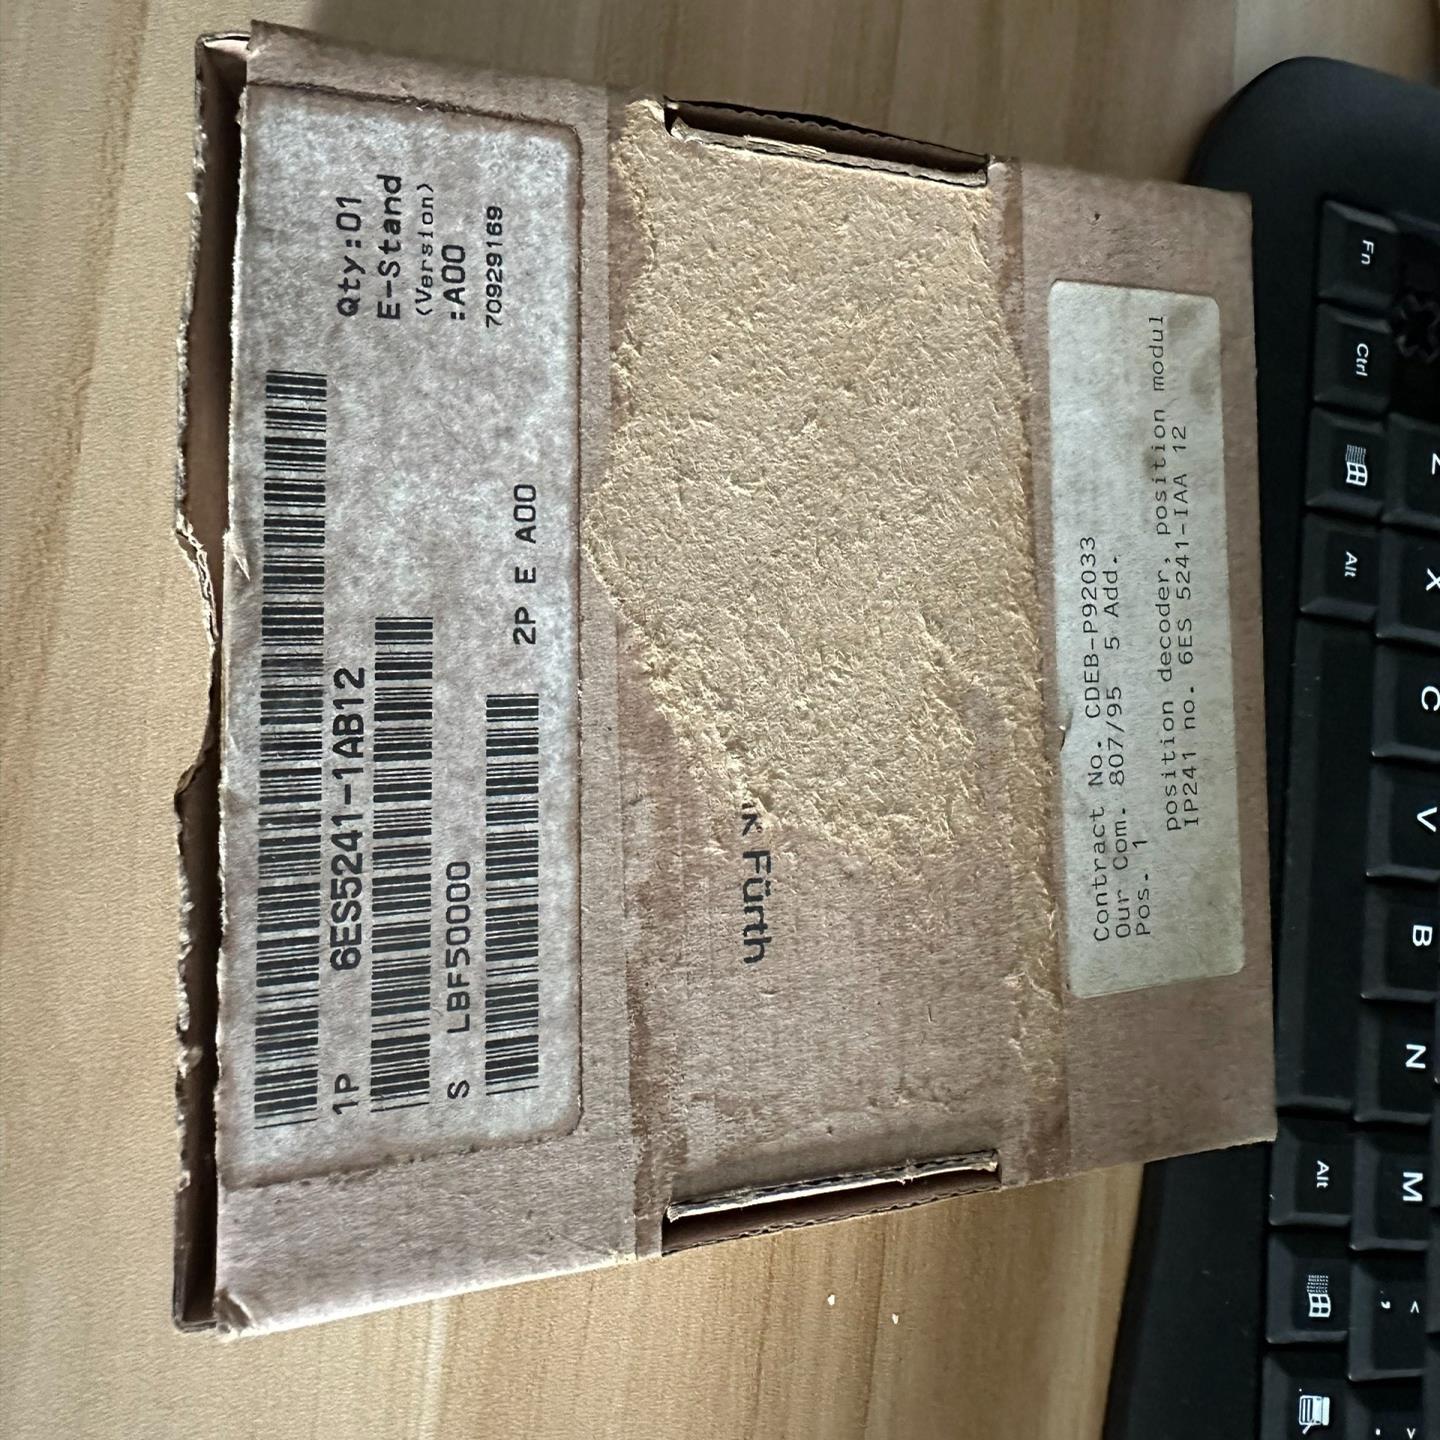 1P 6ES5241-1AB12
Qty:01
E-Stand
(Version)
:A00
S LBF50000
70929169
2P E A00
Fürth
Contract No. CDEB-P92033
Our Com. 807/95 5 Add.
Pos. 1
position decoder, position modul
IP241 no. 6ES 5241-IAA 12
Fn
Ctrl
Alt
Z
X
C
V
B
N
M
Alt
<
,
>
.